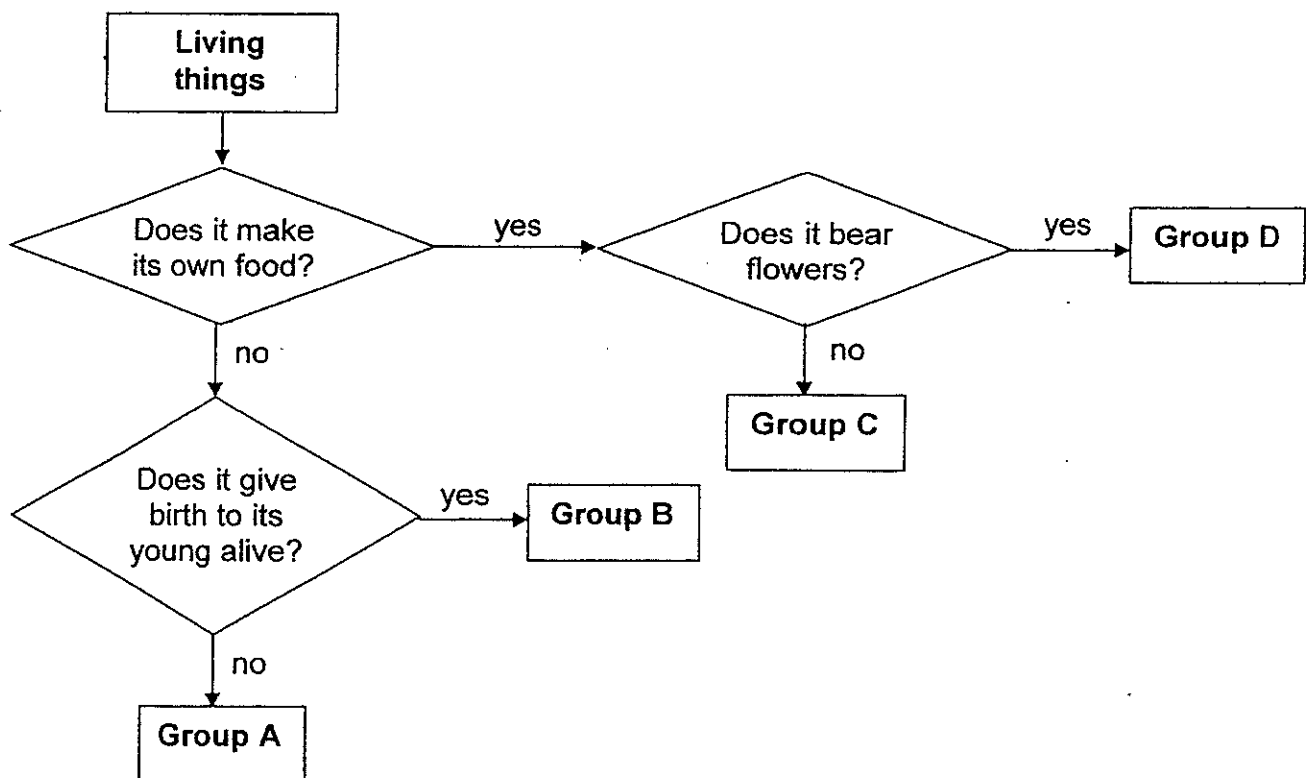 Living
things
Does it make
its own food?
yes
Does it bear
flowers?
yes
Group D
no
no
Group C
Does it give
birth to its
young alive?
yes
Group B
no
Group A